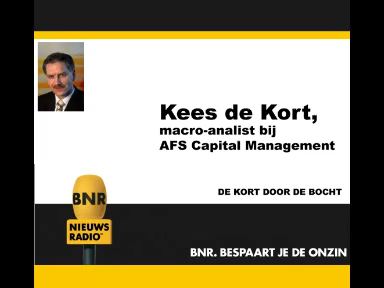 Kees de Kort,
macro-analist bij
AFS Capital Management
DE KORT DOOR DE BOCHT
BNR
NIEUWS
RADIO
BNR. BESPAART JE DE ONZIN